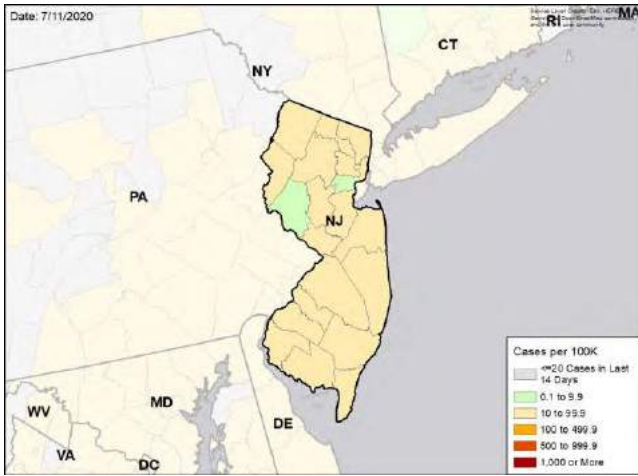 Date: 7/11/2020
MA
RI
CT
NY
PA
NJ
MD
DE
WV
VA
DC
Cases per 100K
<=20 Cases in Last
14 Days
0.1 to 9.9
10 to 99.9
100 to 499.9
500 to 999.9
1,000 or More